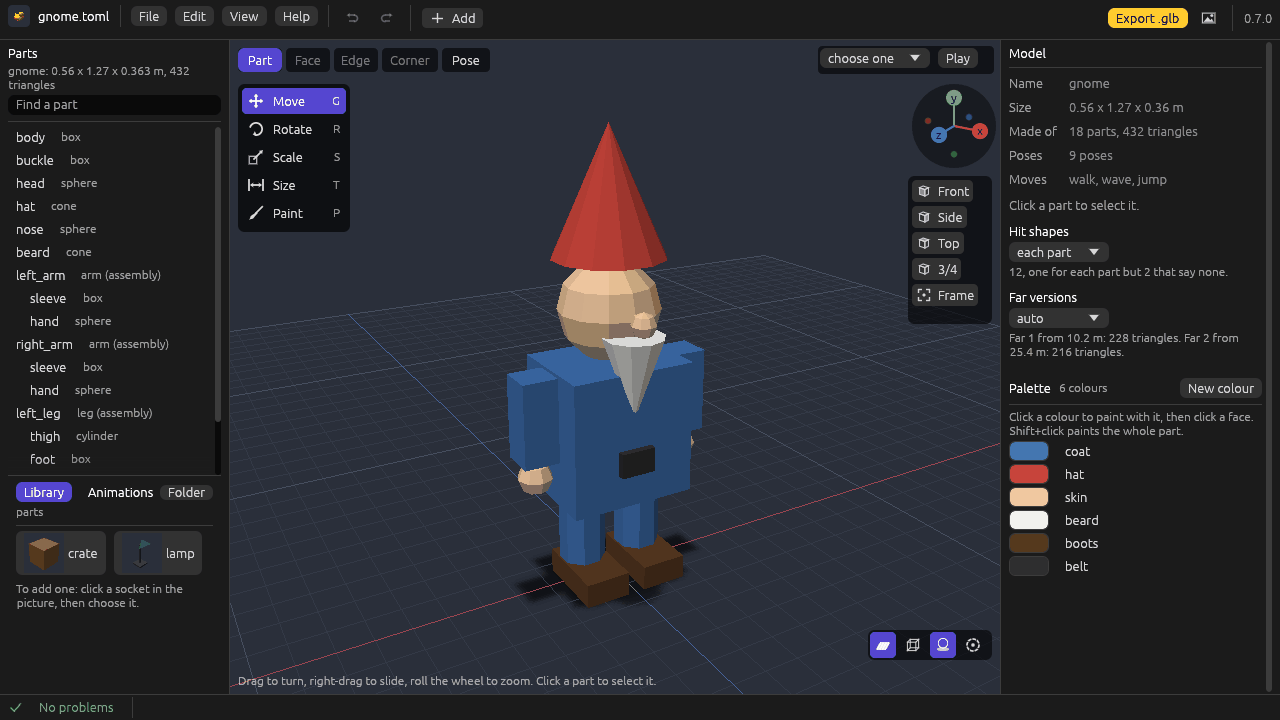 gnome.toml File Edit View Help Add Export .glb 0.7.0
Parts
gnome: 0.56 x 1.27 x 0.363 m, 432
triangles
Find a part
body box
buckle box
head sphere
hat cone
nose sphere
beard cone
left_arm arm (assembly)
sleeve box
hand sphere
right_arm arm (assembly)
sleeve box
hand sphere
left_leg leg (assembly)
thigh cylinder
foot box
Library Animations Folder
parts
crate lamp
To add one: click a socket in the
picture, then choose it.
Part Face Edge Corner Pose
Move G
Rotate R
Scale S
Size T
Paint P
choose one Play
y
x
z
Front
Side
Top
3/4
Frame
Drag to turn, right-drag to slide, roll the wheel to zoom. Click a part to select it.
Model
Name gnome
Size 0.56 x 1.27 x 0.36 m
Made of 18 parts, 432 triangles
Poses 9 poses
Moves walk, wave, jump
Click a part to select it.
Hit shapes
each part
12, one for each part but 2 that say none.
Far versions
auto
Far 1 from 10.2 m: 228 triangles. Far 2 from
25.4 m: 216 triangles.
Palette 6 colours New colour
Click a colour to paint with it, then click a face.
Shift+click paints the whole part.
coat
hat
skin
beard
boots
belt
No problems